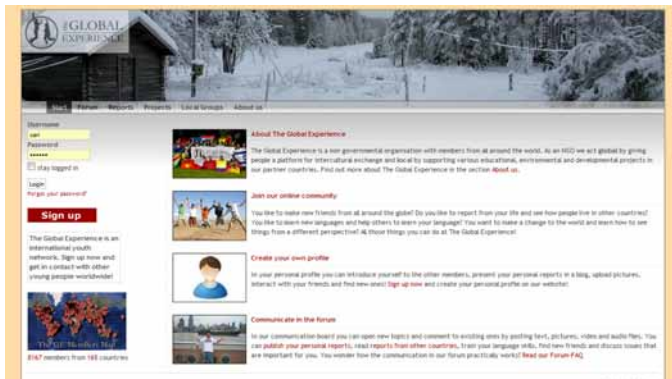 THE GLOBAL
EXPERIENCE
Start Forum Reports Projects Local Groups About us
Username
Password
••••••
stay logged in
Login
Forgot your password?
Sign up
The Global Experience is an
international youth
network. Sign up now and
get in contact with other
young people worldwide!
The GE Members Map
8167 members from 165 countries
About The Global Experience
The Global Experience is a non governmental organisation with members from all around the world. As an NGO we act global by giving
people a platform for intercultural exchange and local by supporting various educational, environmental and developmental projects in
our partner countries. Find out more about The Global Experience in the section About us.
Join our online community
You like to make new friends from all around the globe? Do you like to report from your life and see how people live in other countries?
You like to learn new languages and help others to learn your language? You want to make a change to the world and learn how to see
things from a different perspective? All those things you can do at The Global Experience!
Create your own profile
In your personal profile you can introduce yourself to the other members, present your personal reports in a blog, upload pictures,
interact with your friends and find new ones! Sign up now and create your personal profile on our website!
Communicate in the forum
In our communication board you can open new topics and comment to existing ones by posting text, pictures, video and audio files. You
can publish your personal reports, read reports from other countries, train your language skills, find new friends and discuss issues that
are important for you. You wonder how the communication in our forum practically works? Read our Forum-FAQ.